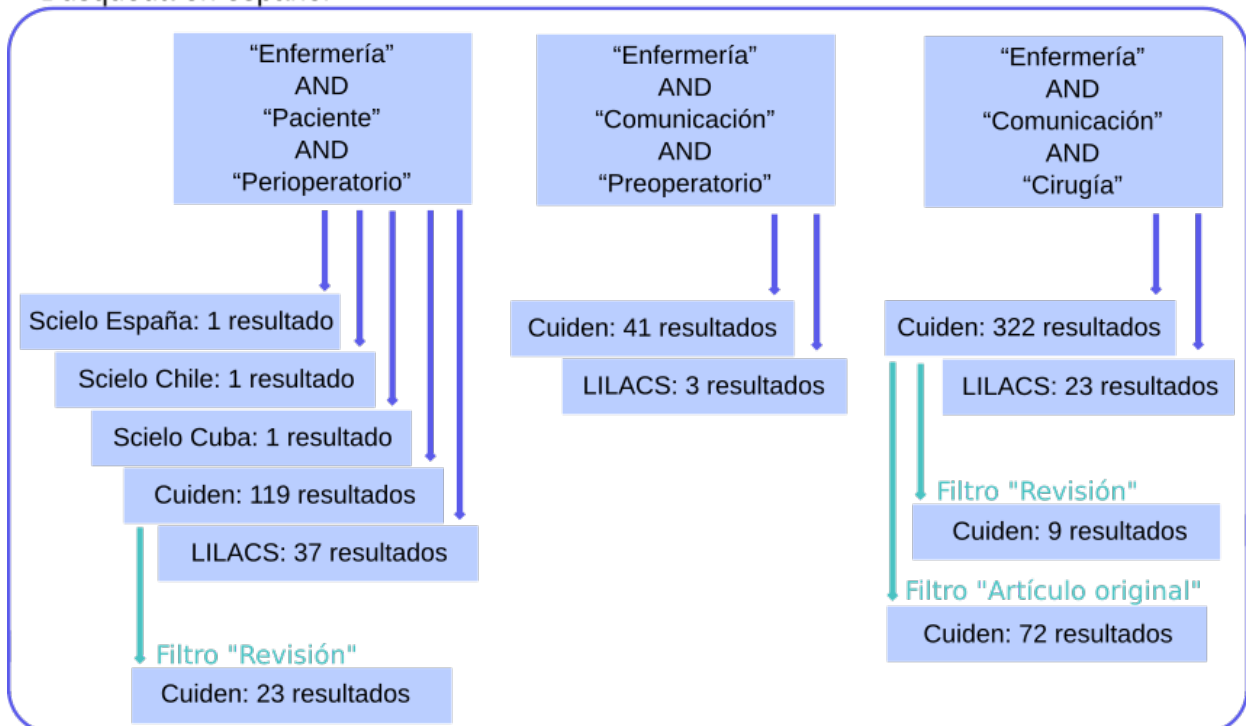 Búsqueda en español
“Enfermería”
AND
“Paciente”
AND
“Perioperatorio”
Scielo España: 1 resultado
Scielo Chile: 1 resultado
Scielo Cuba: 1 resultado
Cuiden: 119 resultados
LILACS: 37 resultados
Filtro "Revisión"
Cuiden: 23 resultados
“Enfermería”
AND
“Comunicación”
AND
“Preoperatorio”
Cuiden: 41 resultados
LILACS: 3 resultados
“Enfermería”
AND
“Comunicación”
AND
“Cirugía”
Cuiden: 322 resultados
LILACS: 23 resultados
Filtro "Revisión"
Cuiden: 9 resultados
Filtro "Artículo original"
Cuiden: 72 resultados